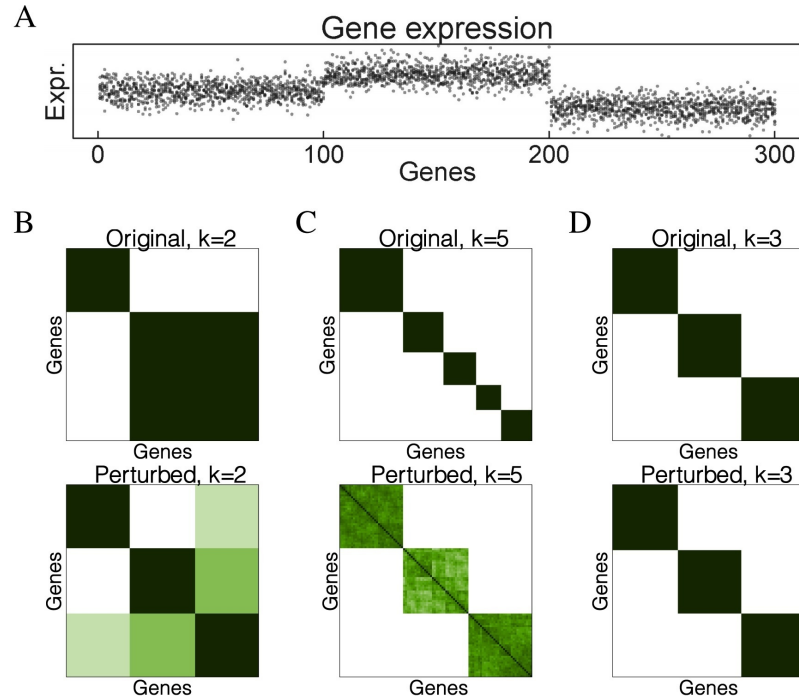 A
Gene expression
Expr.
0 100 200 300
Genes
B C D
Original, k=2 Original, k=5 Original, k=3
Genes Genes Genes
Genes Genes Genes
Perturbed, k=2 Perturbed, k=5 Perturbed, k=3
Genes Genes Genes
Genes Genes Genes